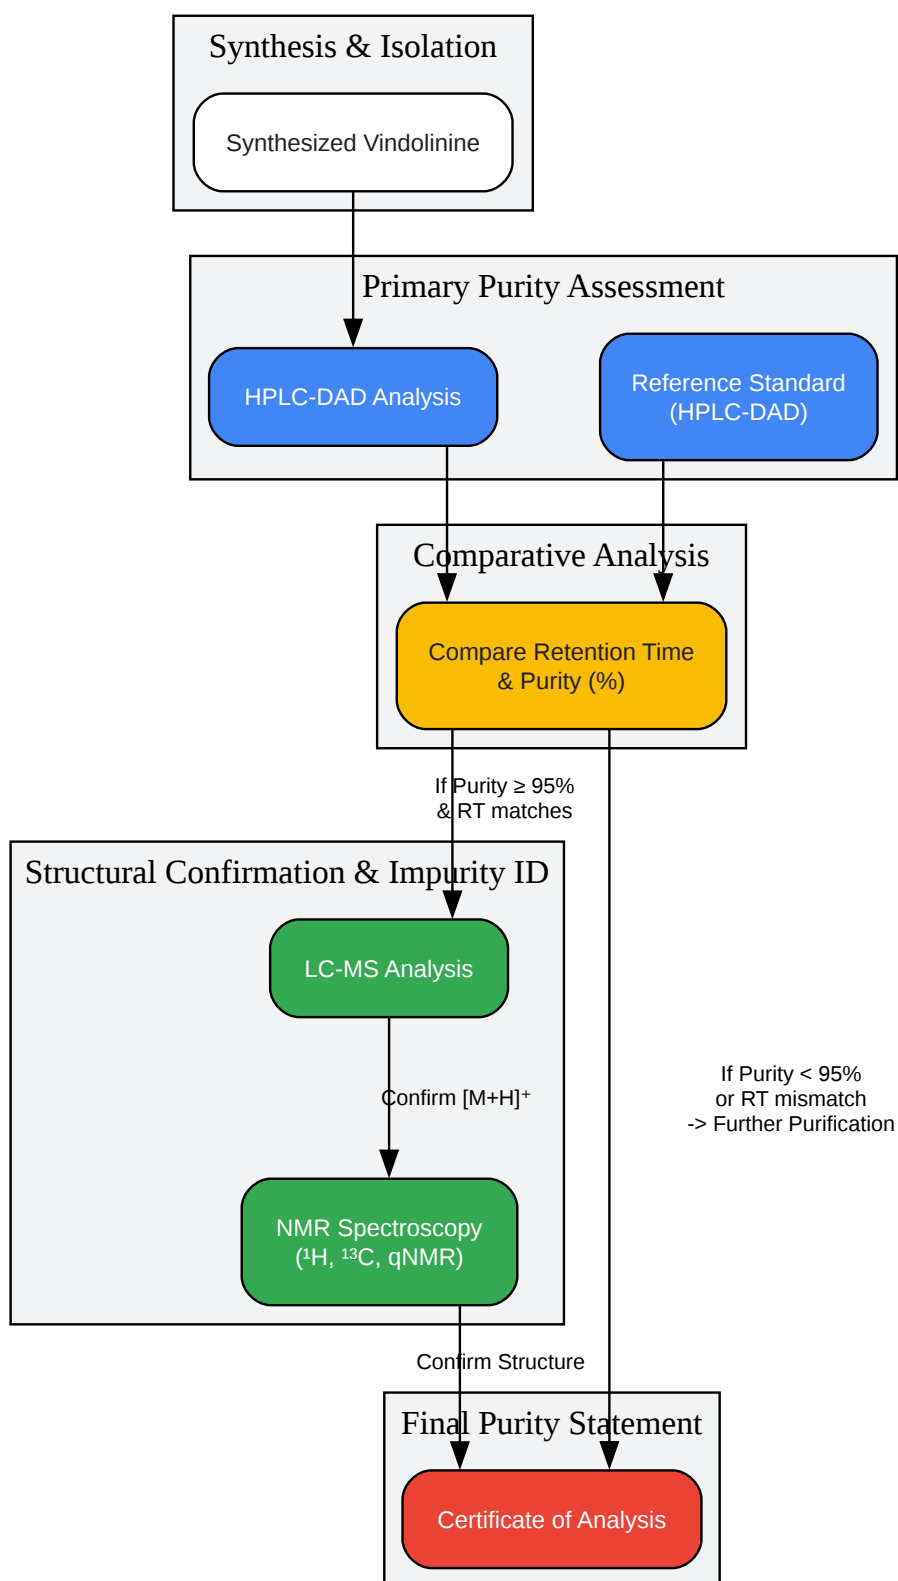 Synthesis & Isolation
Synthesized Vindolinine
Primary Purity Assessment
HPLC-DAD Analysis
Reference Standard
(HPLC-DAD)
Comparative Analysis
Compare Retention Time
& Purity (%)
If Purity ≥ 95%
& RT matches
Structural Confirmation & Impurity ID
LC-MS Analysis
Confirm [M+H]⁺
If Purity < 95%
or RT mismatch
-> Further Purification
NMR Spectroscopy
(¹H, ¹³C, qNMR)
Confirm Structure
Final Purity Statement
Certificate of Analysis